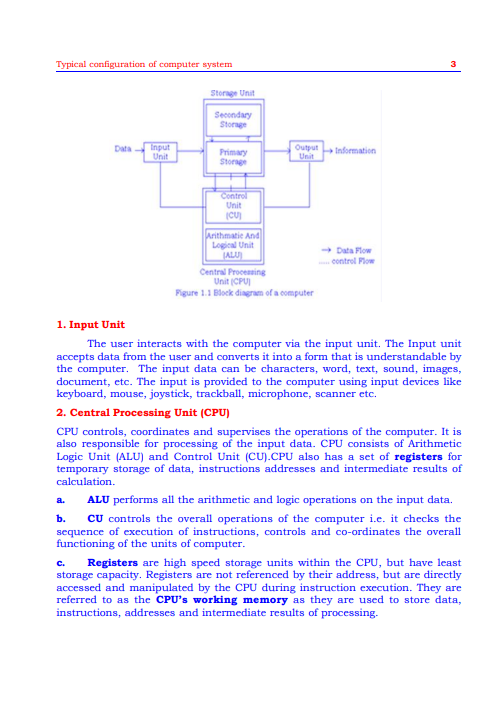 Typical configuration of computer system 3
Storage Unit
Secondary
Storage
Data
Input
Unit
Primary
Storage
Output
Unit
Information
Control
Unit
(CU)
Arithmatic And
Logical Unit
(ALU)
Data Flow
..... control Flow
Central Processing
Unit (CPU)
Figure 1.1 Block diagram of a computer
1. Input Unit
The user interacts with the computer via the input unit. The Input unit
accepts data from the user and converts it into a form that is understandable by
the computer. The input data can be characters, word, text, sound, images,
document, etc. The input is provided to the computer using input devices like
keyboard, mouse, joystick, trackball, microphone, scanner etc.
2. Central Processing Unit (CPU)
CPU controls, coordinates and supervises the operations of the computer. It is
also responsible for processing of the input data. CPU consists of Arithmetic
Logic Unit (ALU) and Control Unit (CU).CPU also has a set of registers for
temporary storage of data, instructions addresses and intermediate results of
calculation.
a. ALU performs all the arithmetic and logic operations on the input data.
b. CU controls the overall operations of the computer i.e. it checks the
sequence of execution of instructions, controls and co-ordinates the overall
functioning of the units of computer.
c. Registers are high speed storage units within the CPU, but have least
storage capacity. Registers are not referenced by their address, but are directly
accessed and manipulated by the CPU during instruction execution. They are
referred to as the CPU's working memory as they are used to store data,
instructions, addresses and intermediate results of processing.